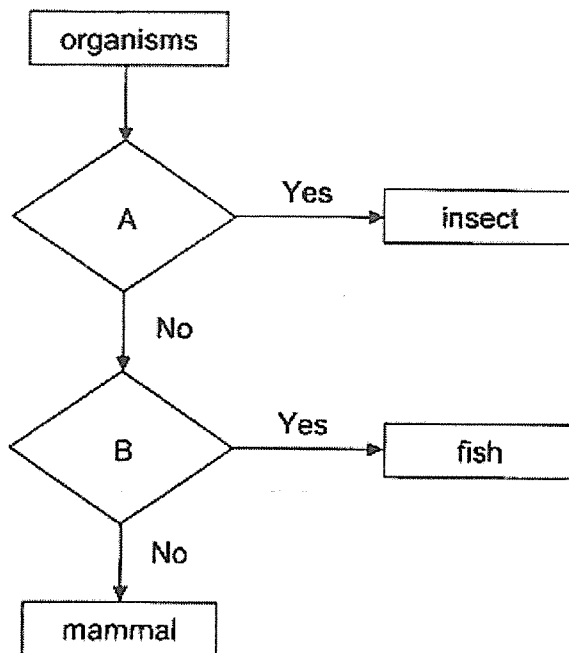 organisms
A
Yes
insect
No
B
Yes
fish
No
mammal